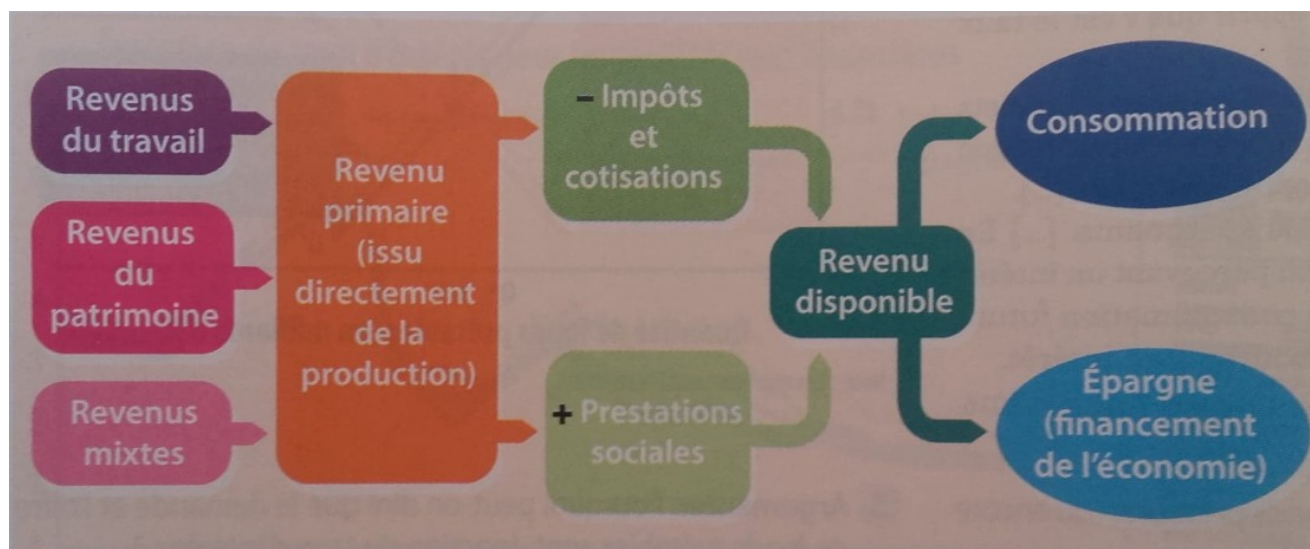 Revenus
du travail
Revenus
du
patrimoine
Revenus
mixtes
Revenu
primaire
(issu
directement
de la
production)
– Impôts
et
cotisations
+ Prestations
sociales
Revenu
disponible
Consommation
Épargne
(financement
de l'économie)